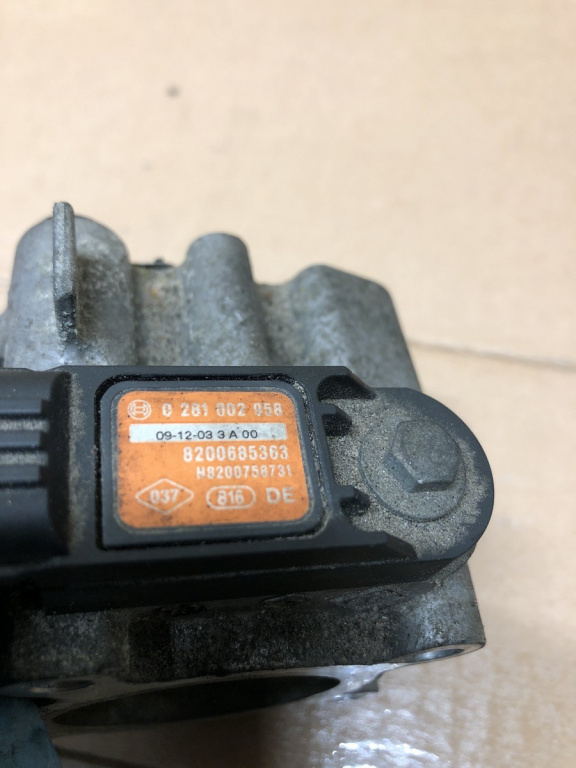 0 281 002 958
09-12-03 3 A 00
8200685363
H8200758731
037 816 DE